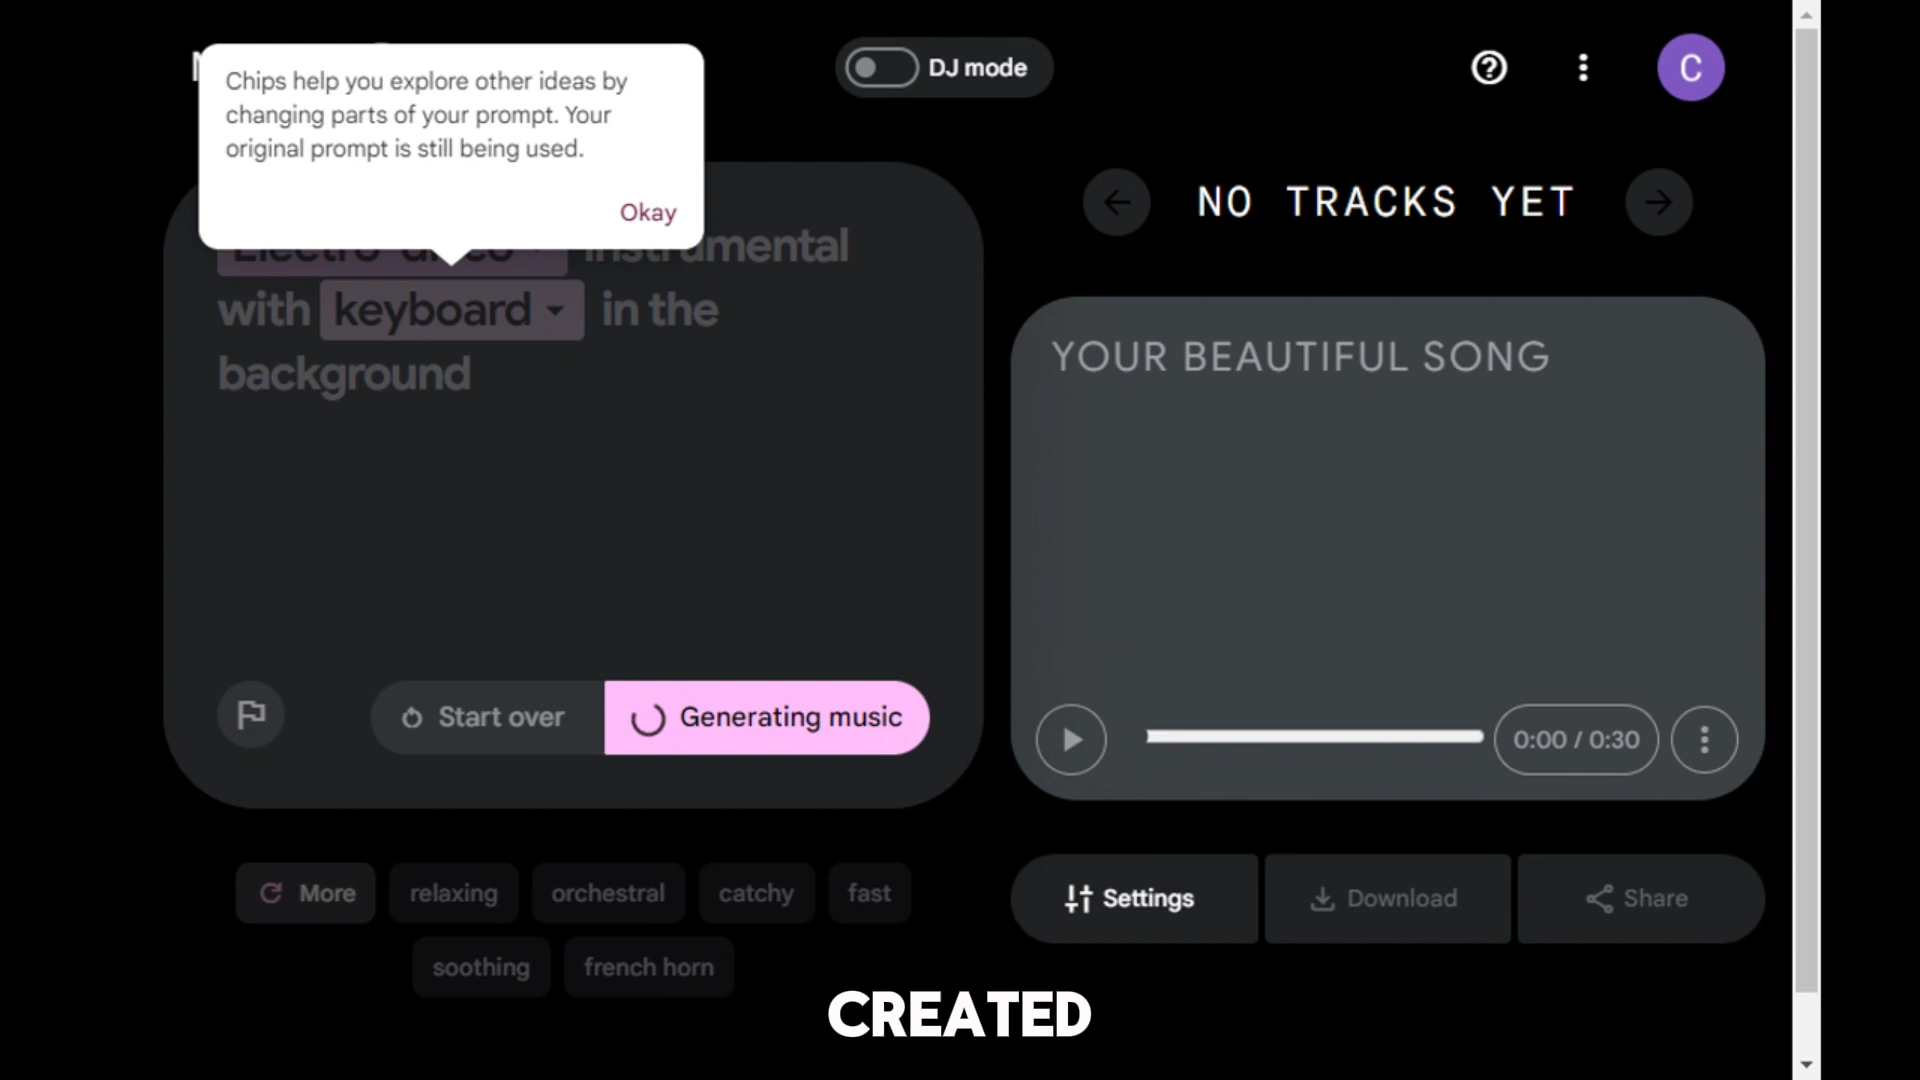 DJ mode
C
Chips help you explore other ideas by
changing parts of your prompt. Your
original prompt is still being used.
Okay
instrumental
with keyboard in the
background
Start over
Generating music
More
relaxing
orchestral
catchy
fast
soothing
french horn
NO TRACKS YET
YOUR BEAUTIFUL SONG
0:00 / 0:30
Settings
Download
Share
CREATED